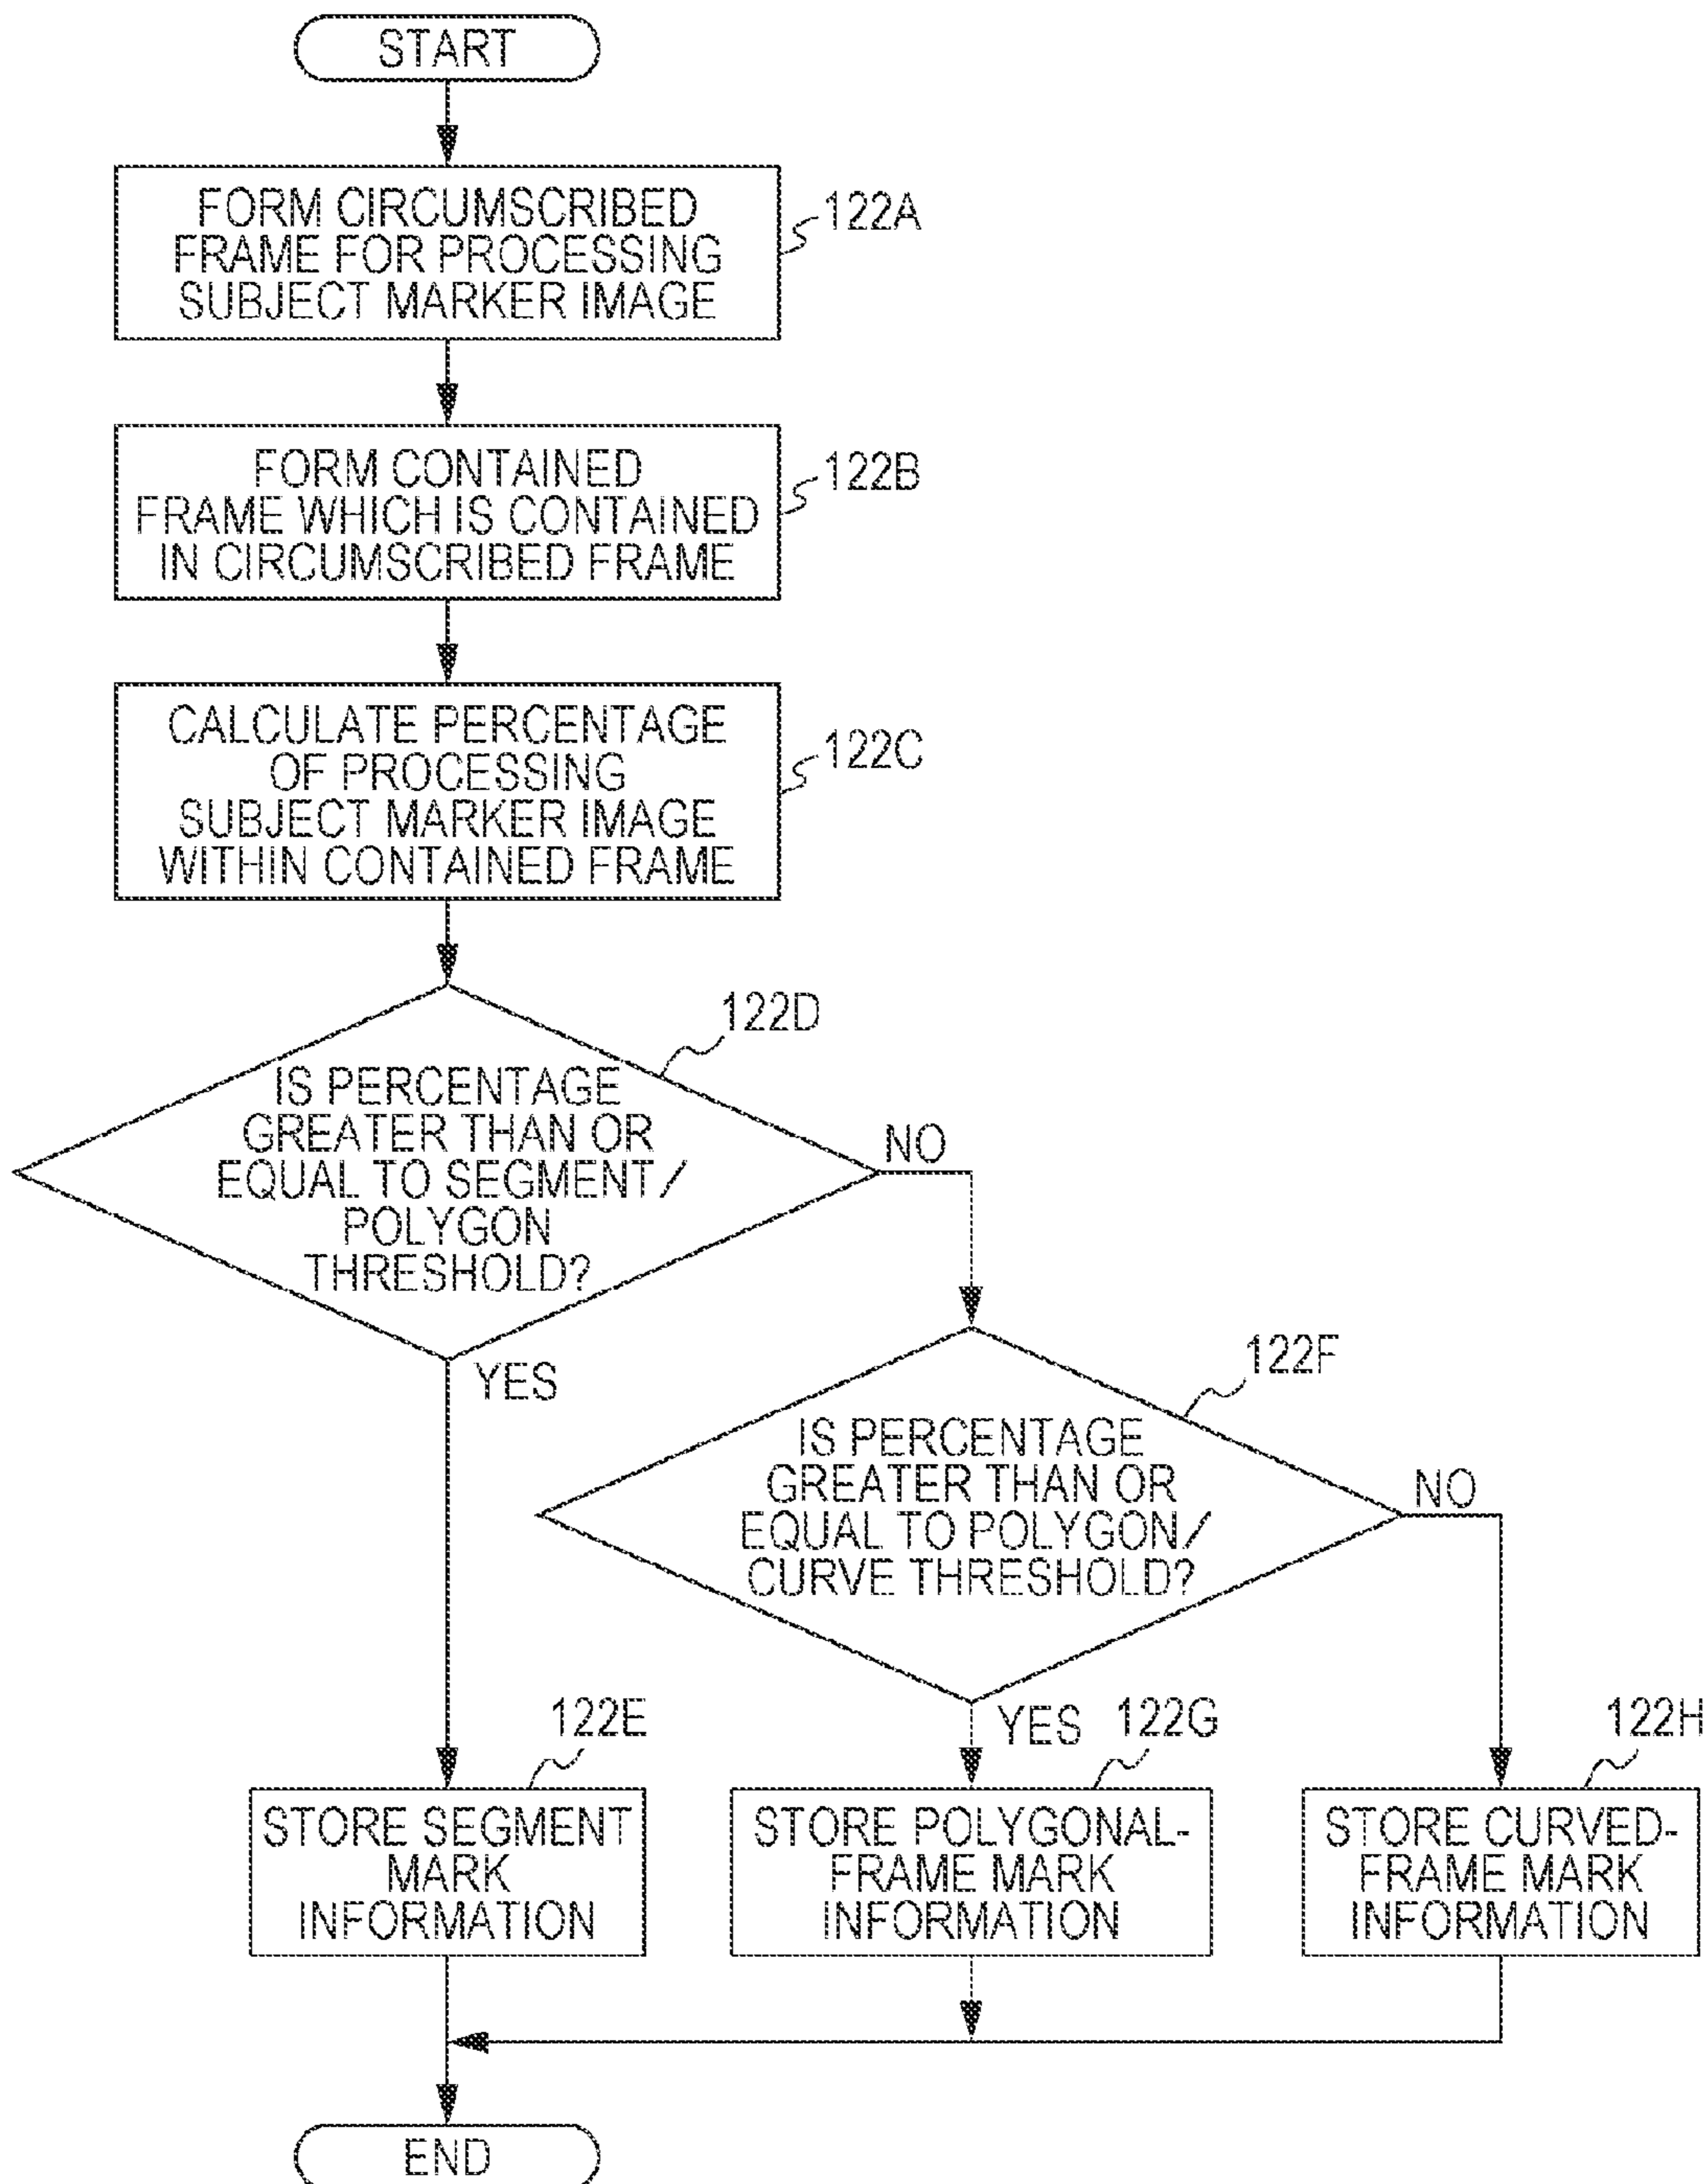 START
FORM CIRCUMSCRIBED
FRAME FOR PROCESSING
SUBJECT MARKER IMAGE
122A
FORM CONTAINED
FRAME WHICH IS CONTAINED
IN CIRCUMSCRIBED FRAME
122B
CALCULATE PERCENTAGE
OF PROCESSING
SUBJECT MARKER IMAGE
WITHIN CONTAINED FRAME
122C
122D
IS PERCENTAGE
GREATER THAN OR
EQUAL TO SEGMENT/
POLYGON
THRESHOLD?
NO
YES
122F
IS PERCENTAGE
GREATER THAN OR
EQUAL TO POLYGON/
CURVE THRESHOLD?
NO
YES
122E
STORE SEGMENT
MARK
INFORMATION
122G
STORE POLYGONAL-
FRAME MARK
INFORMATION
122H
STORE CURVED-
FRAME MARK
INFORMATION
END